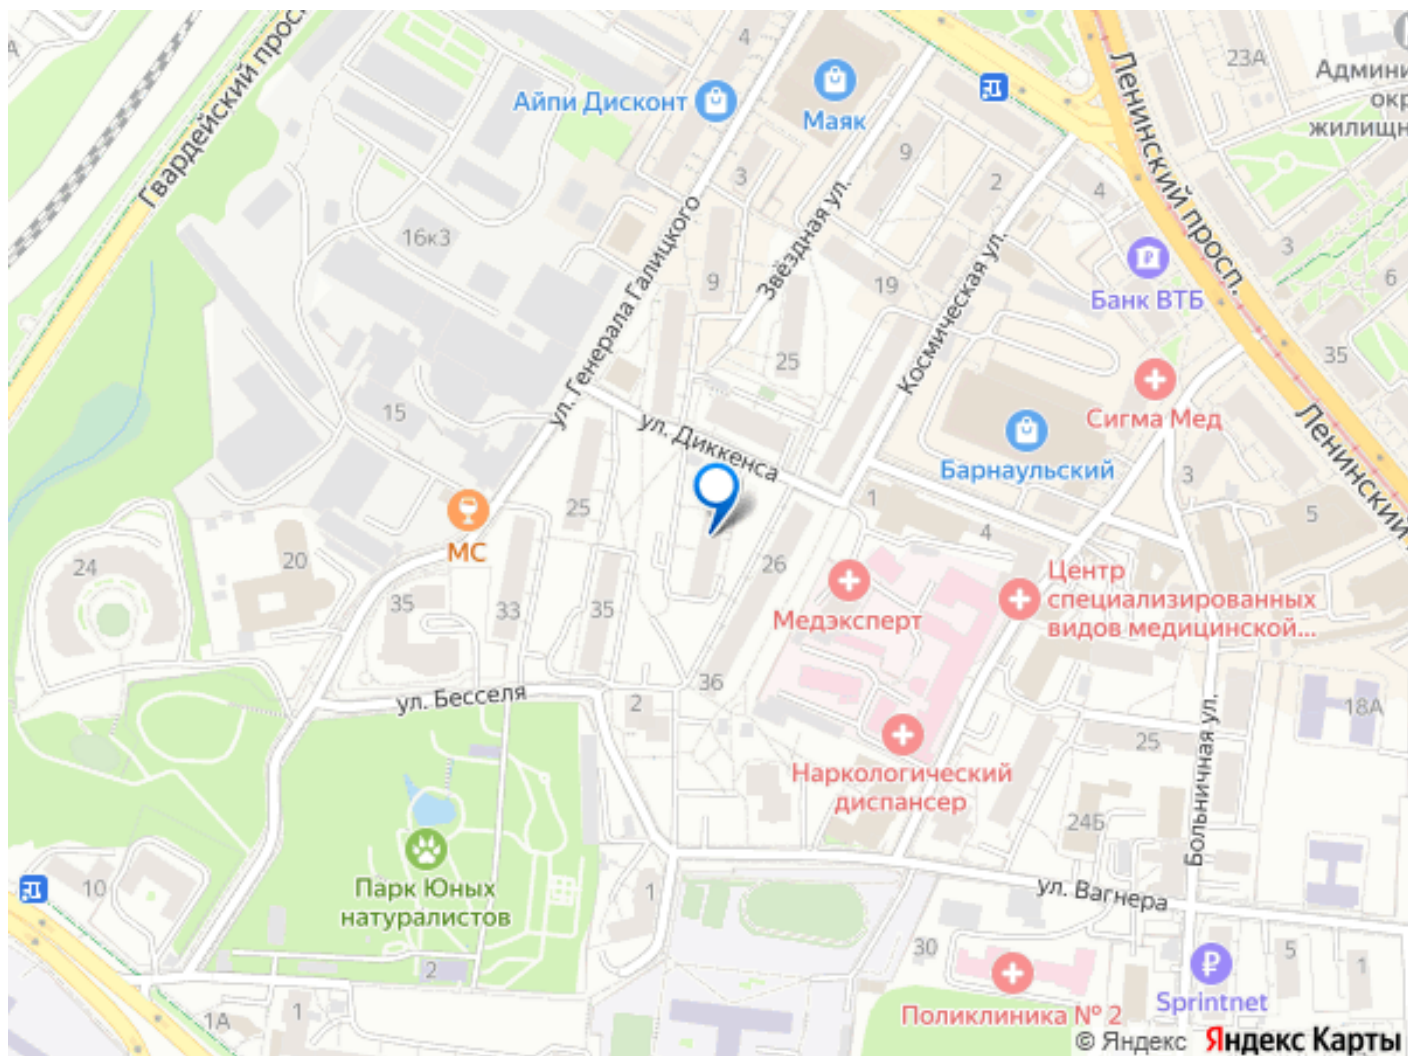 4
23А
Гвардейский просп
Айпи Дисконт
Маяк
Ленинский просп.
Админи
окр
жилищн
9
3
2
4
16к3
ул. Генерала Галицкого
Звёздная ул.
Космическая ул.
3
6
9
19
Банк ВТБ
25
35
15
Сигма Мед
ул. Диккенса
Барнаульский
Ленинский
3
25
МС
1
4
5
24
20
26
Медэксперт
Центр
специализированных
видов медицинской...
35
33
35
ул. Бесселя
36
2
18А
25
Больничная ул.
Наркологический
диспансер
24Б
10
Парк Юных
натуралистов
1
ул. Вагнера
30
5
1
2
Поликлиника № 2
Sprintnet
1А
1
© Яндекс Яндекс Карты